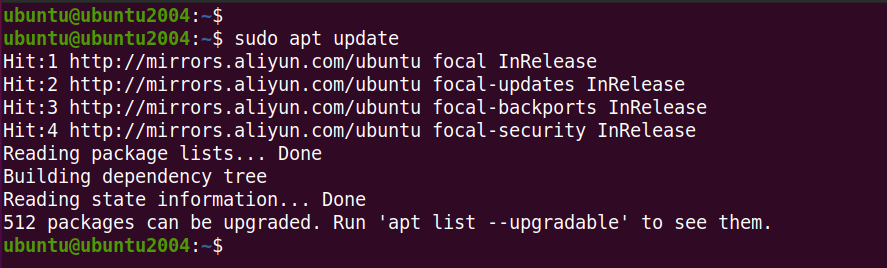 ubuntu@ubuntu2004:~$
ubuntu@ubuntu2004:~$ sudo apt update
Hit:1 http://mirrors.aliyun.com/ubuntu focal InRelease
Hit:2 http://mirrors.aliyun.com/ubuntu focal-updates InRelease
Hit:3 http://mirrors.aliyun.com/ubuntu focal-backports InRelease
Hit:4 http://mirrors.aliyun.com/ubuntu focal-security InRelease
Reading package lists... Done
Building dependency tree
Reading state information... Done
512 packages can be upgraded. Run 'apt list --upgradable' to see them.
ubuntu@ubuntu2004:~$